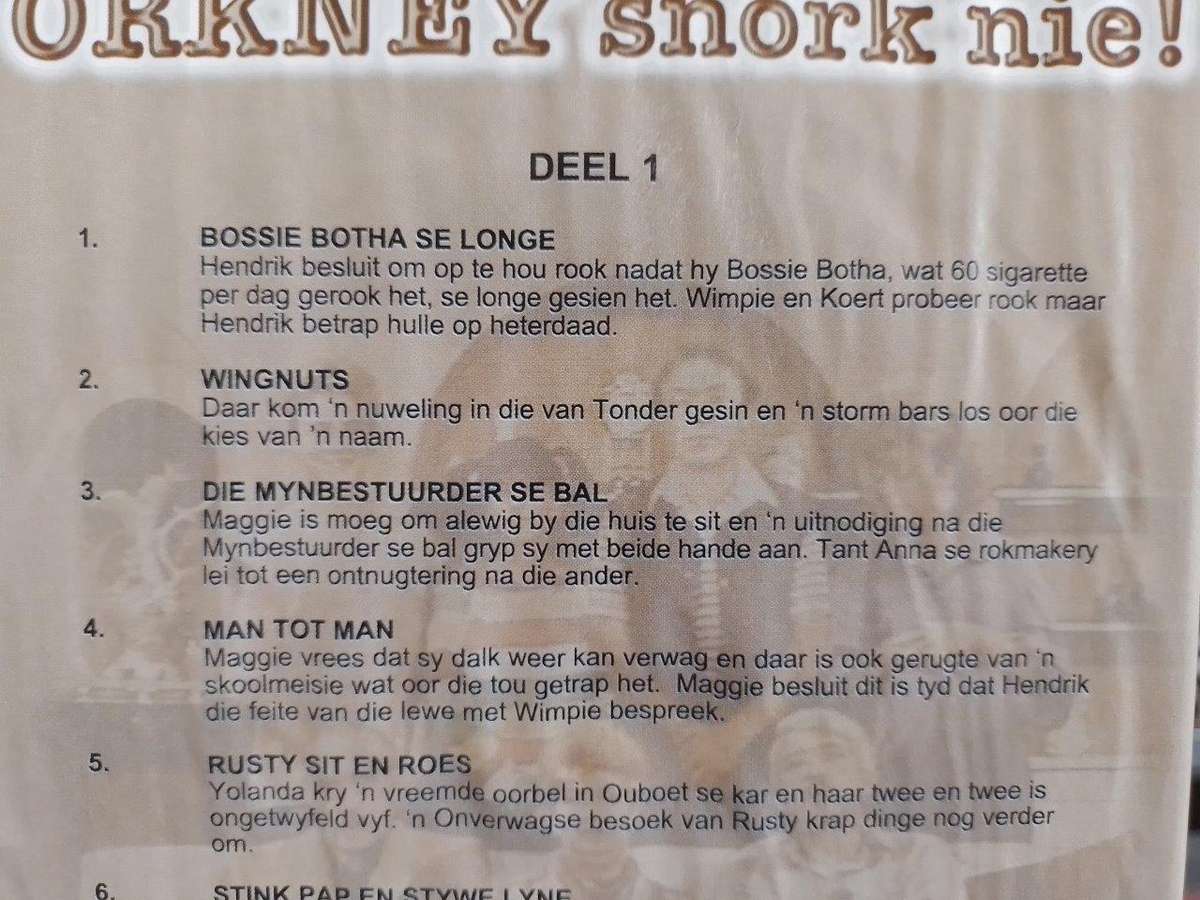 ORKNEY snork nie!
DEEL 1
1. BOSSIE BOTHA SE LONGE
Hendrik besluit om op te hou rook nadat hy Bossie Botha, wat 60 sigarette
per dag gerook het, se longe gesien het. Wimpie en Koert probeer rook maar
Hendrik betrap hulle op heterdaad.
2. WINGNUTS
Daar kom ‘n nuweling in die van Tonder gesin en ‘n storm bars los oor die
kies van ’n naam.
3. DIE MYNBESTUURDER SE BAL
Maggie is moeg om alewig by die huis te sit en ‘n uitnodiging na die
Mynbestuurder se bal gryp sy met beide hande aan. Tant Anna se rokmakery
lei tot een ontnugtering na die ander.
4. MAN TOT MAN
Maggie vrees dat sy dalk weer kan verwag en daar is ook gerugte van ‘n
skoolmeisie wat oor die tou getrap het. Maggie besluit dit is tyd dat Hendrik
die feite van die lewe met Wimpie bespreek.
5. RUSTY SIT EN ROES
Yolanda kry ‘n vreemde oorbel in Ouboet se kar en haar twee en twee is
ongetwyfeld vyf. ‘n Onverwagse besoek van Rusty krap dinge nog verder
om.
6. STINK PAP EN STYWE LYNE